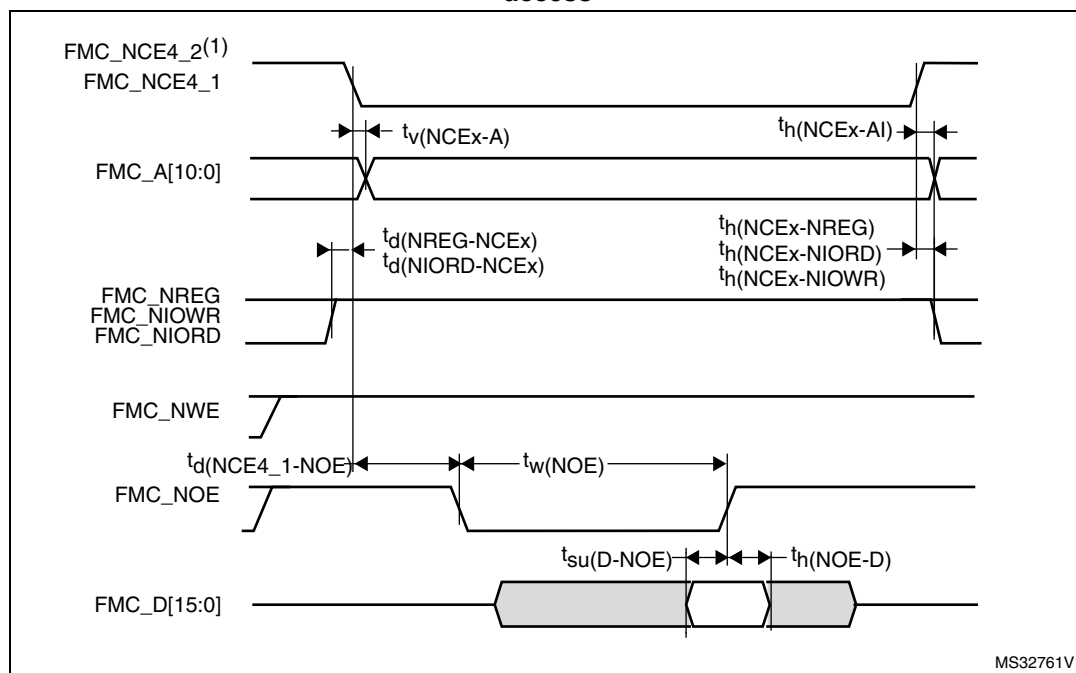 FMC_NCE4_2(1)
FMC_NCE4_1
tv(NCEx-A)
th(NCEx-AI)
FMC_A[10:0]
td(NREG-NCEx)
td(NIORD-NCEx)
th(NCEx-NREG)
th(NCEx-NIORD)
th(NCEx-NIOWR)
FMC_NREG
FMC_NIOWR
FMC_NIORD
FMC_NWE
td(NCE4_1-NOE)
tw(NOE)
FMC_NOE
tsu(D-NOE)
th(NOE-D)
FMC_D[15:0]
MS32761V